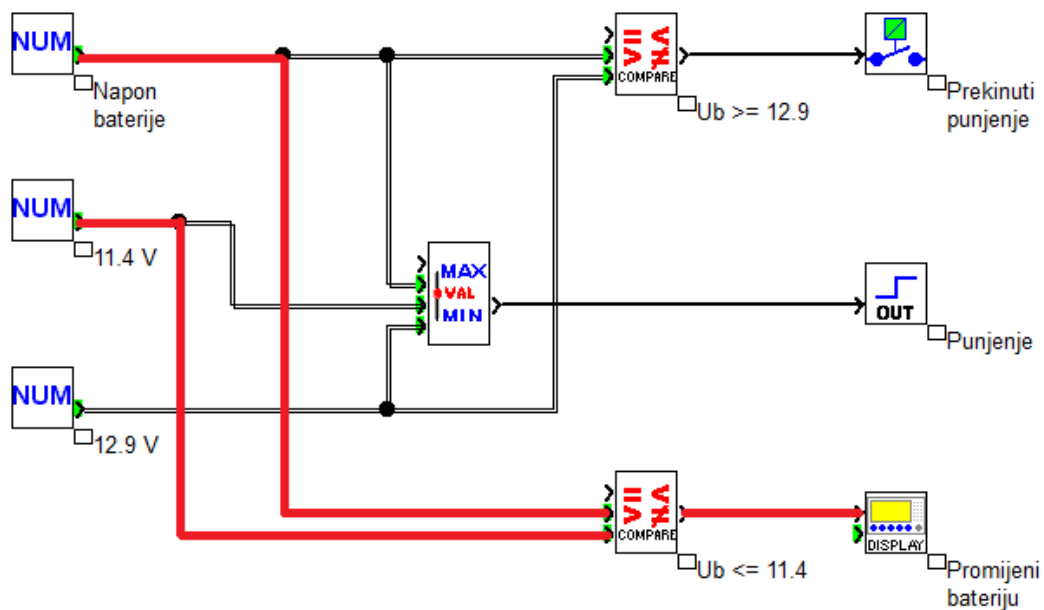 NUM
Napon
baterije
COMPARE
Ub >= 12.9
Prekinuti
punjenje
NUM
11.4 V
MAX
VAL
MIN
OUT
Punjenje
NUM
12.9 V
COMPARE
Ub <= 11.4
DISPLAY
Promijeni
bateriju